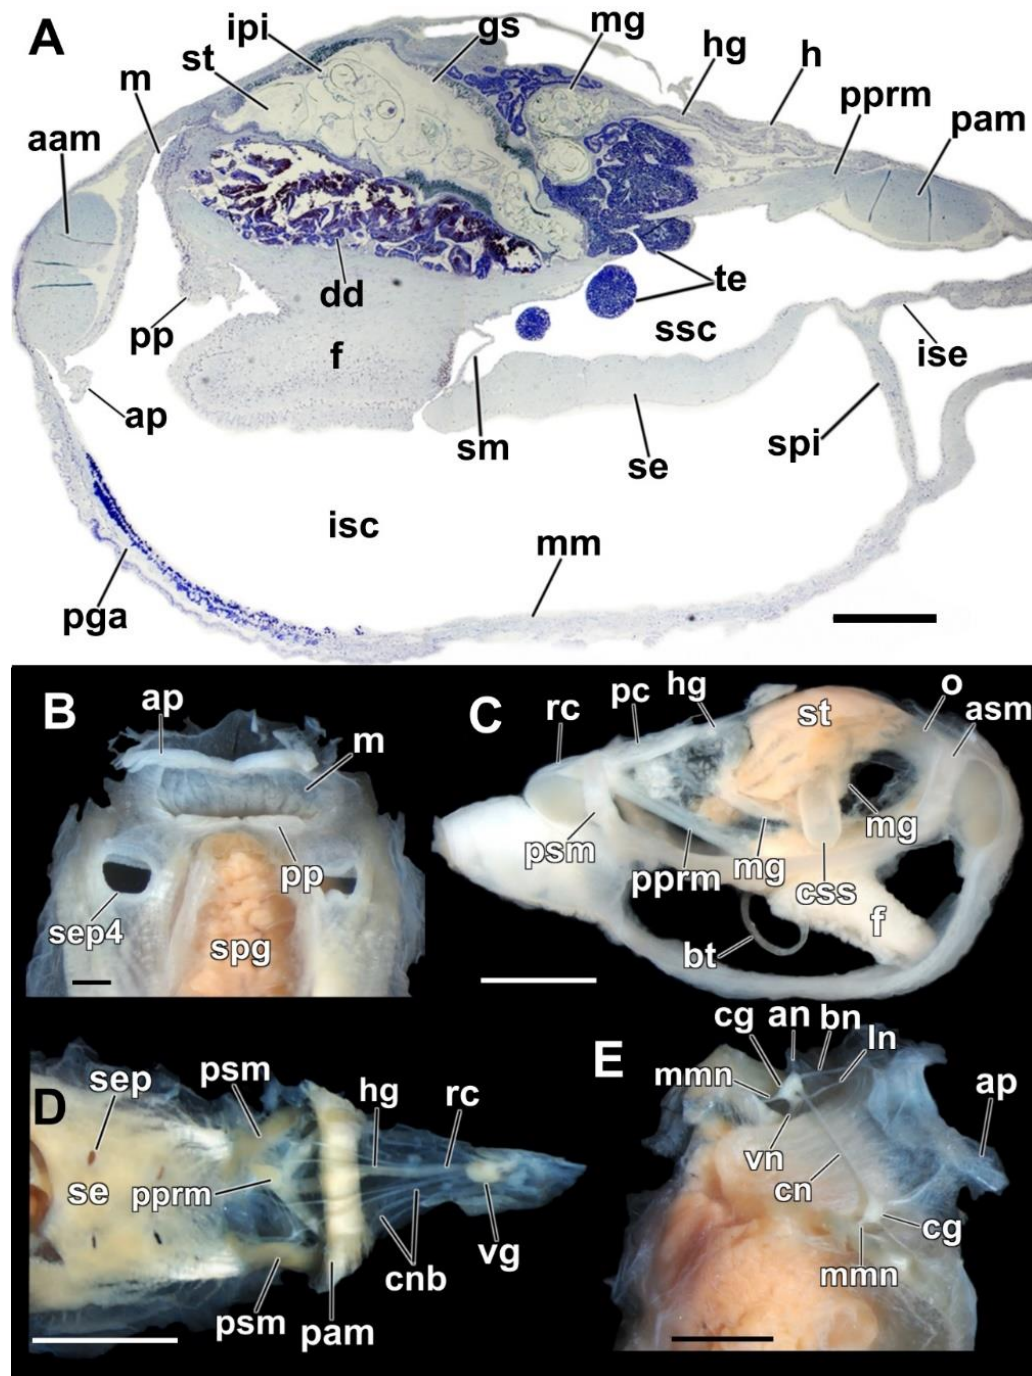 A
ipi
gs
mg
st
hg
h
m
pprm
aam
pam
dd
te
pp
ssc
f
ise
ap
sm
se
spi
isc
mm
pga
B
ap
m
pp
sep4
spg
C
rc
pc
hg
st
o
asm
psm
mg
mg
pprm
css
f
bt
D
sep
psm
hg
rc
se
pprm
vg
cnb
psm
pam
E
cg
an
bn
ln
mmn
ap
vn
cn
cg
mmn